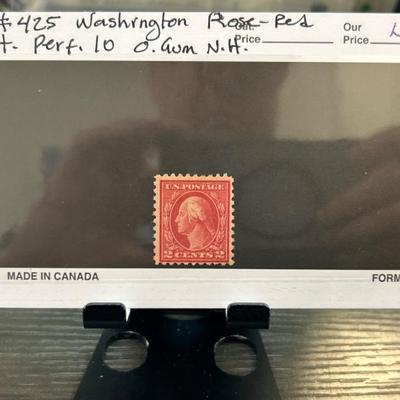 #425 Washington Rose-Red
Perf. 10 O.Gum N.H.
Price
Our
Price
U.S. POSTAGE
2 CENTS 2
MADE IN CANADA
FORM